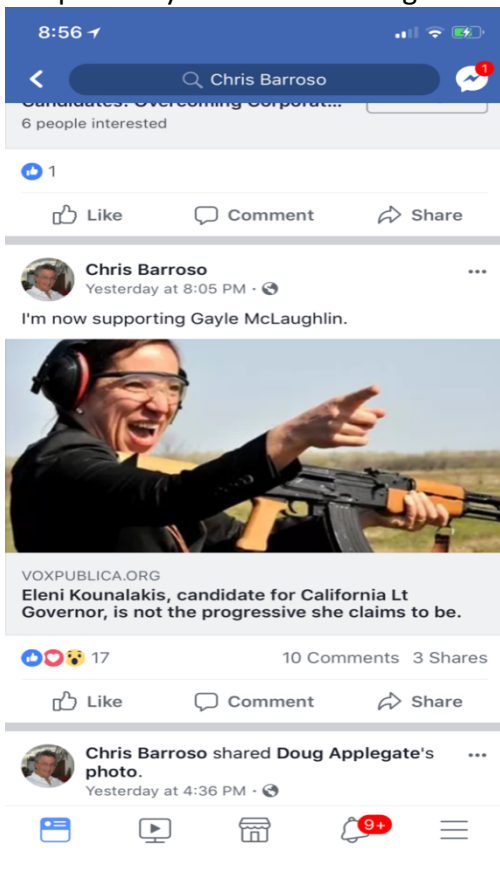 8:56
Chris Barroso
1
6 people interested
1
Like Comment Share
Chris Barroso
Yesterday at 8:05 PM
I'm now supporting Gayle McLaughlin.
VOXPUBLICA.ORG
Eleni Kounalakis, candidate for California Lt
Governor, is not the progressive she claims to be.
17 10 Comments 3 Shares
Like Comment Share
Chris Barroso shared Doug Applegate's
photo.
Yesterday at 4:36 PM
9+